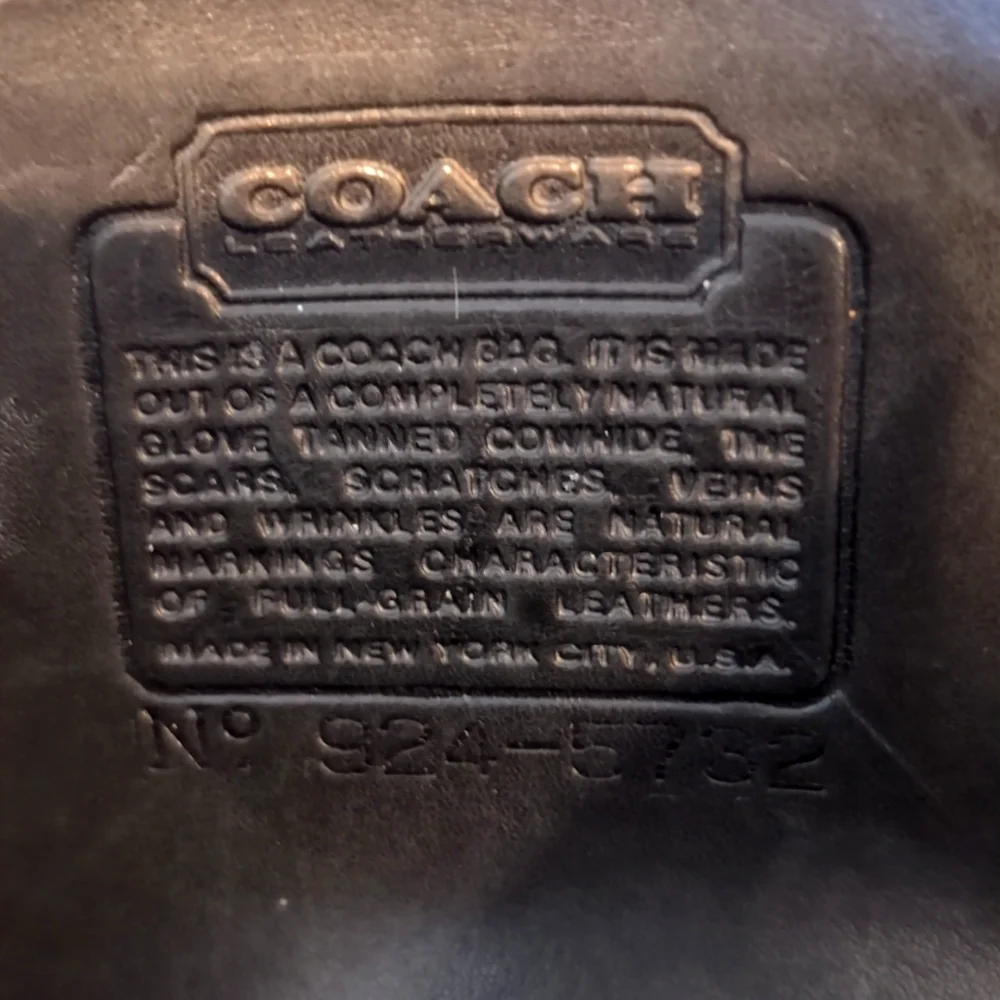 COACH
LEATHERWARE
THIS IS A COACH BAG. IT IS MADE
OUT OF A COMPLETELY NATURAL
GLOVE TANNED COWHIDE. THE
SCARS, SCRATCHES, VEINS
AND WRINKLES ARE NATURAL
MARKINGS CHARACTERISTIC
OF FULL-GRAIN LEATHERS.
MADE IN NEW YORK CITY, U.S.A.
Nº 924-5732